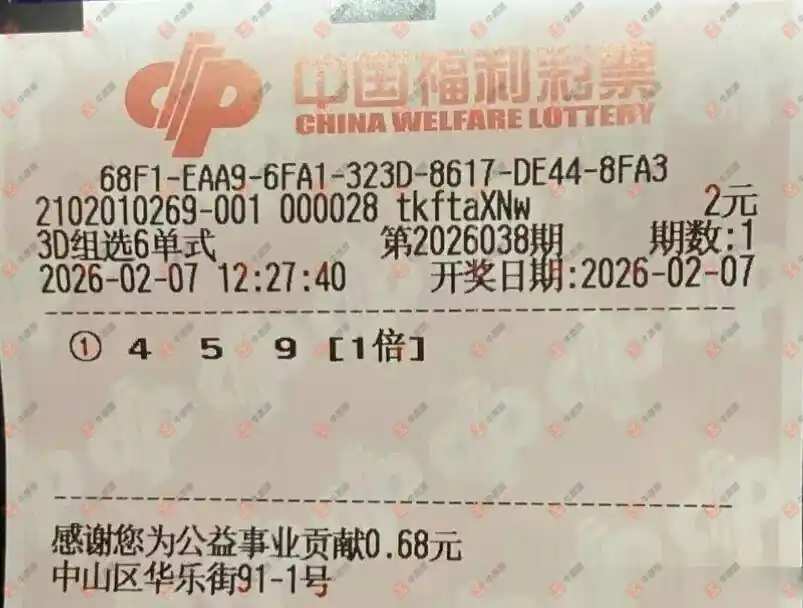 中国福利彩票
CHINA WELFARE LOTTERY
68F1-EAA9-6FA1-323D-8617-DE44-8FA3
2102010269-001 000028 tkftaXNw 2元
3D组选6单式 第2026038期 期数:1
2026-02-07 12:27:40 开奖日期:2026-02-07
① 4 5 9 [1倍]
感谢您为公益事业贡献0.68元
中山区华乐街91-1号